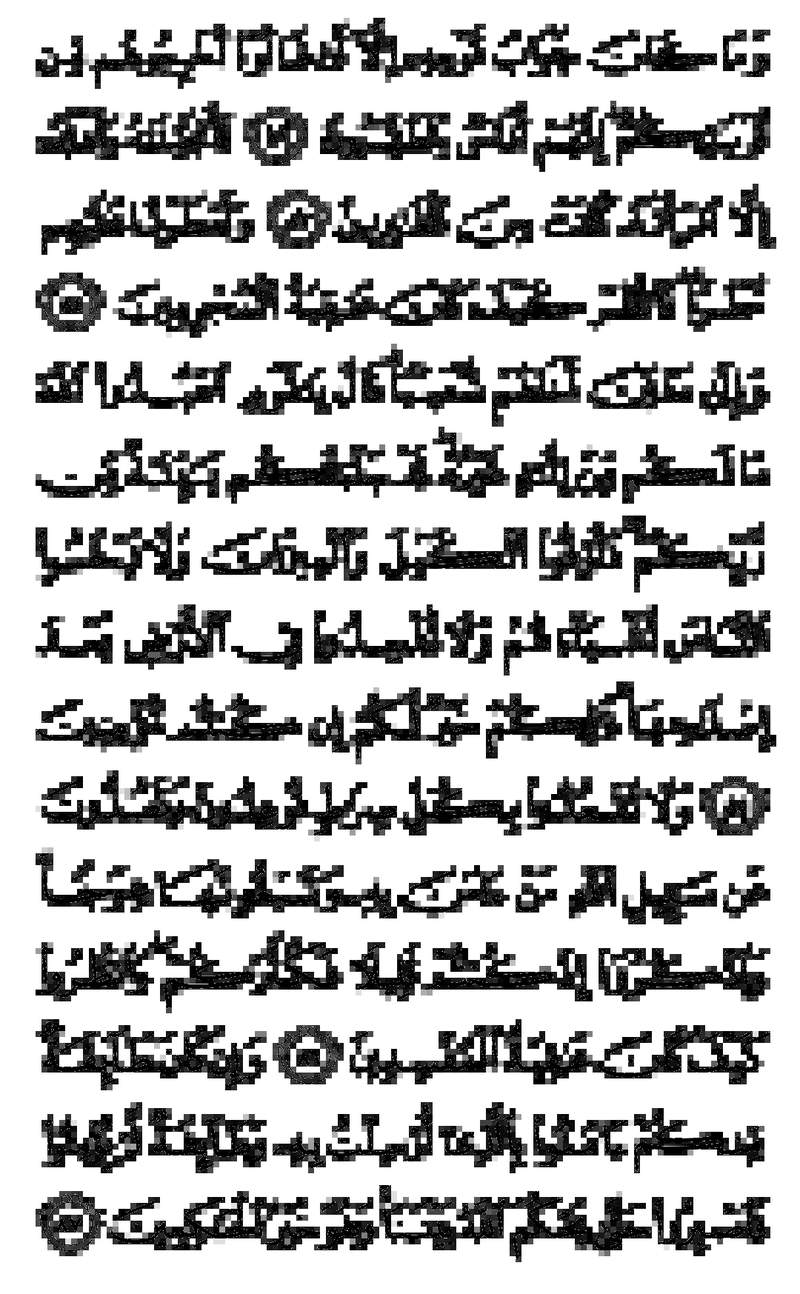 وما كان جواب قومه إلا أن قالوا أخرجوهم من
قريتكم إنهم أناس يتطهرون فأنجيناه وأهله
إلا امرأته كانت من الغابرين وأمطرنا عليهم
مطرا فانظر كيف كان عاقبة المجرمين
وإلى مدين أخاهم شعيبا قال يا قوم اعبدوا الله
ما لكم من إله غيره قد جاءتكم بينة من
ربكم فأوفوا الكيل والميزان ولا تبخسوا
الناس أشياءهم ولا تفسدوا في الأرض بعد
إصلاحها ذلكم خير لكم إن كنتم مؤمنين
ولا تقعدوا بكل صراط توعدون وتصدون
عن سبيل الله من آمن به وتبغونها عوجا
واذكروا إذ كنتم قليلا فكثركم وانظروا
كيف كان عاقبة المفسدين وإن كان طائفة
منكم آمنوا بالذي أرسلت به وطائفة لم يؤمنوا
فاصبروا حتى يحكم الله بيننا وهو خير الحاكمين